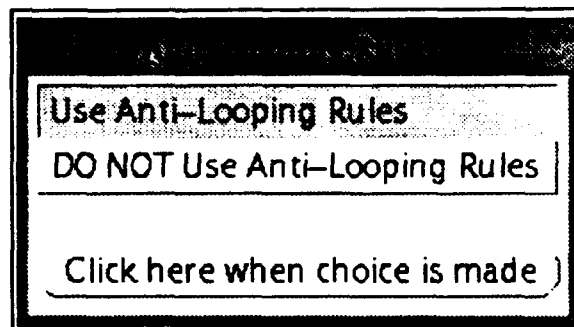 Use Anti–Looping Rules
DO NOT Use Anti–Looping Rules
Click here when choice is made